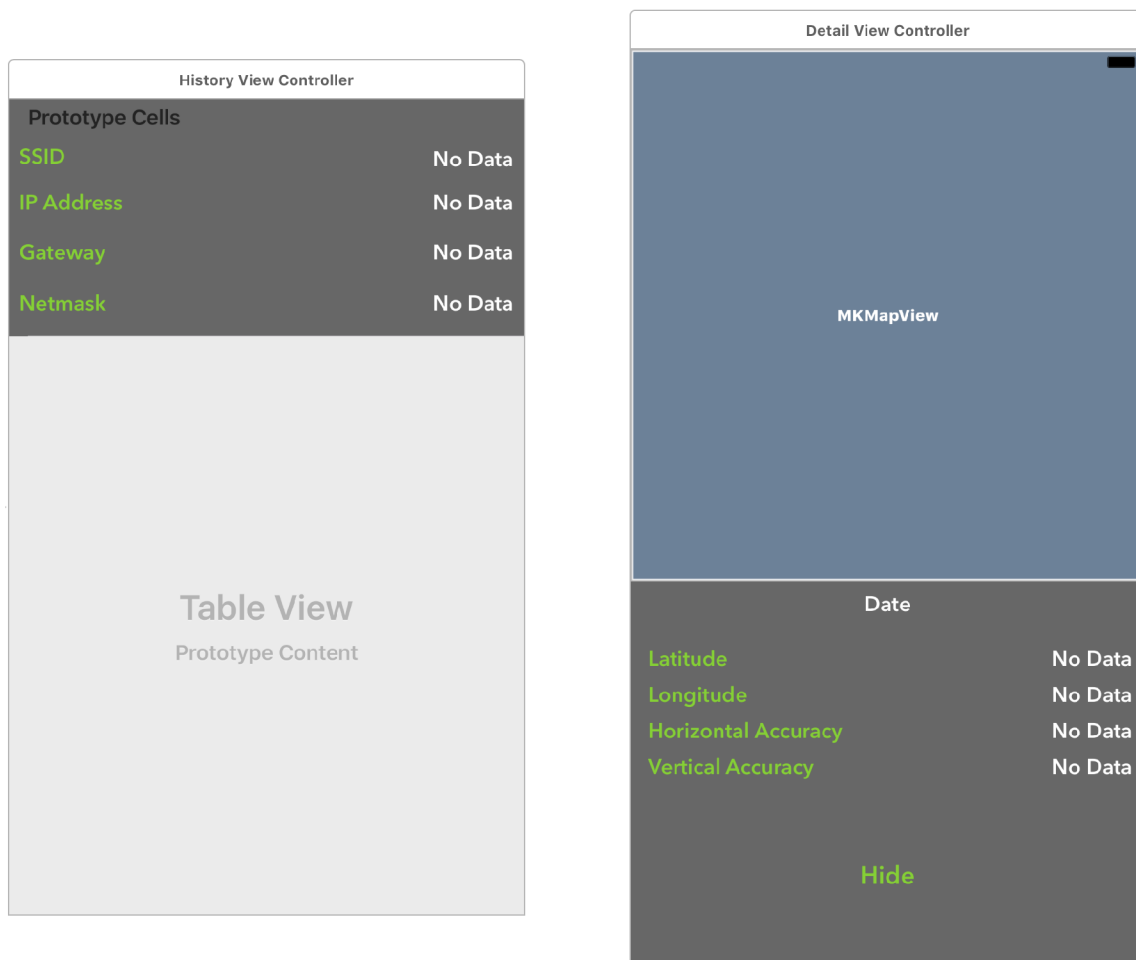 History View Controller
Prototype Cells
SSID No Data
IP Address No Data
Gateway No Data
Netmask No Data
Table View
Prototype Content
Detail View Controller
MKMapView
Date
Latitude No Data
Longitude No Data
Horizontal Accuracy No Data
Vertical Accuracy No Data
Hide